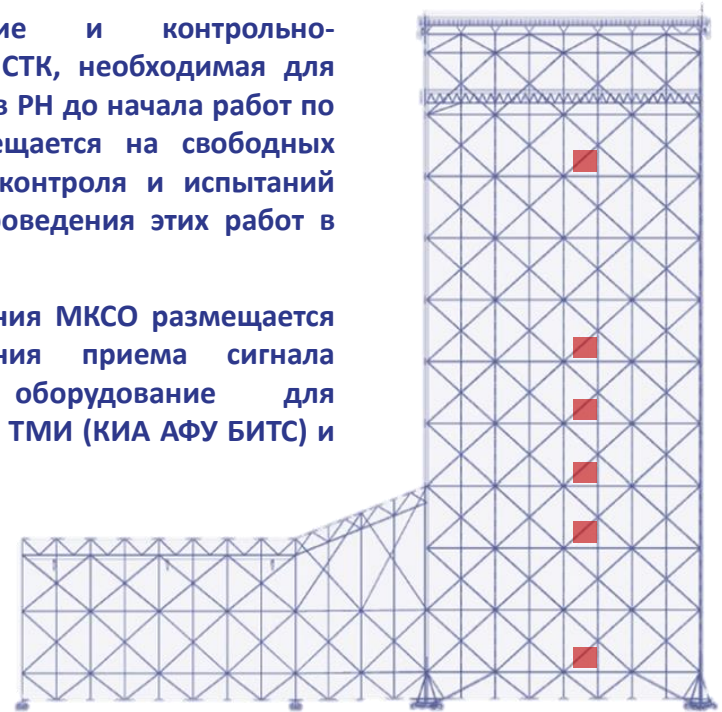 ие и контрольно-
СТК, необходимая для
в РН до начала работ по
ещается на свободных
контроля и испытаний
роведения этих работ в
ния МКСО размещается
ния приема сигнала
оборудование для
ТМИ (КИА АФУ БИТС) и